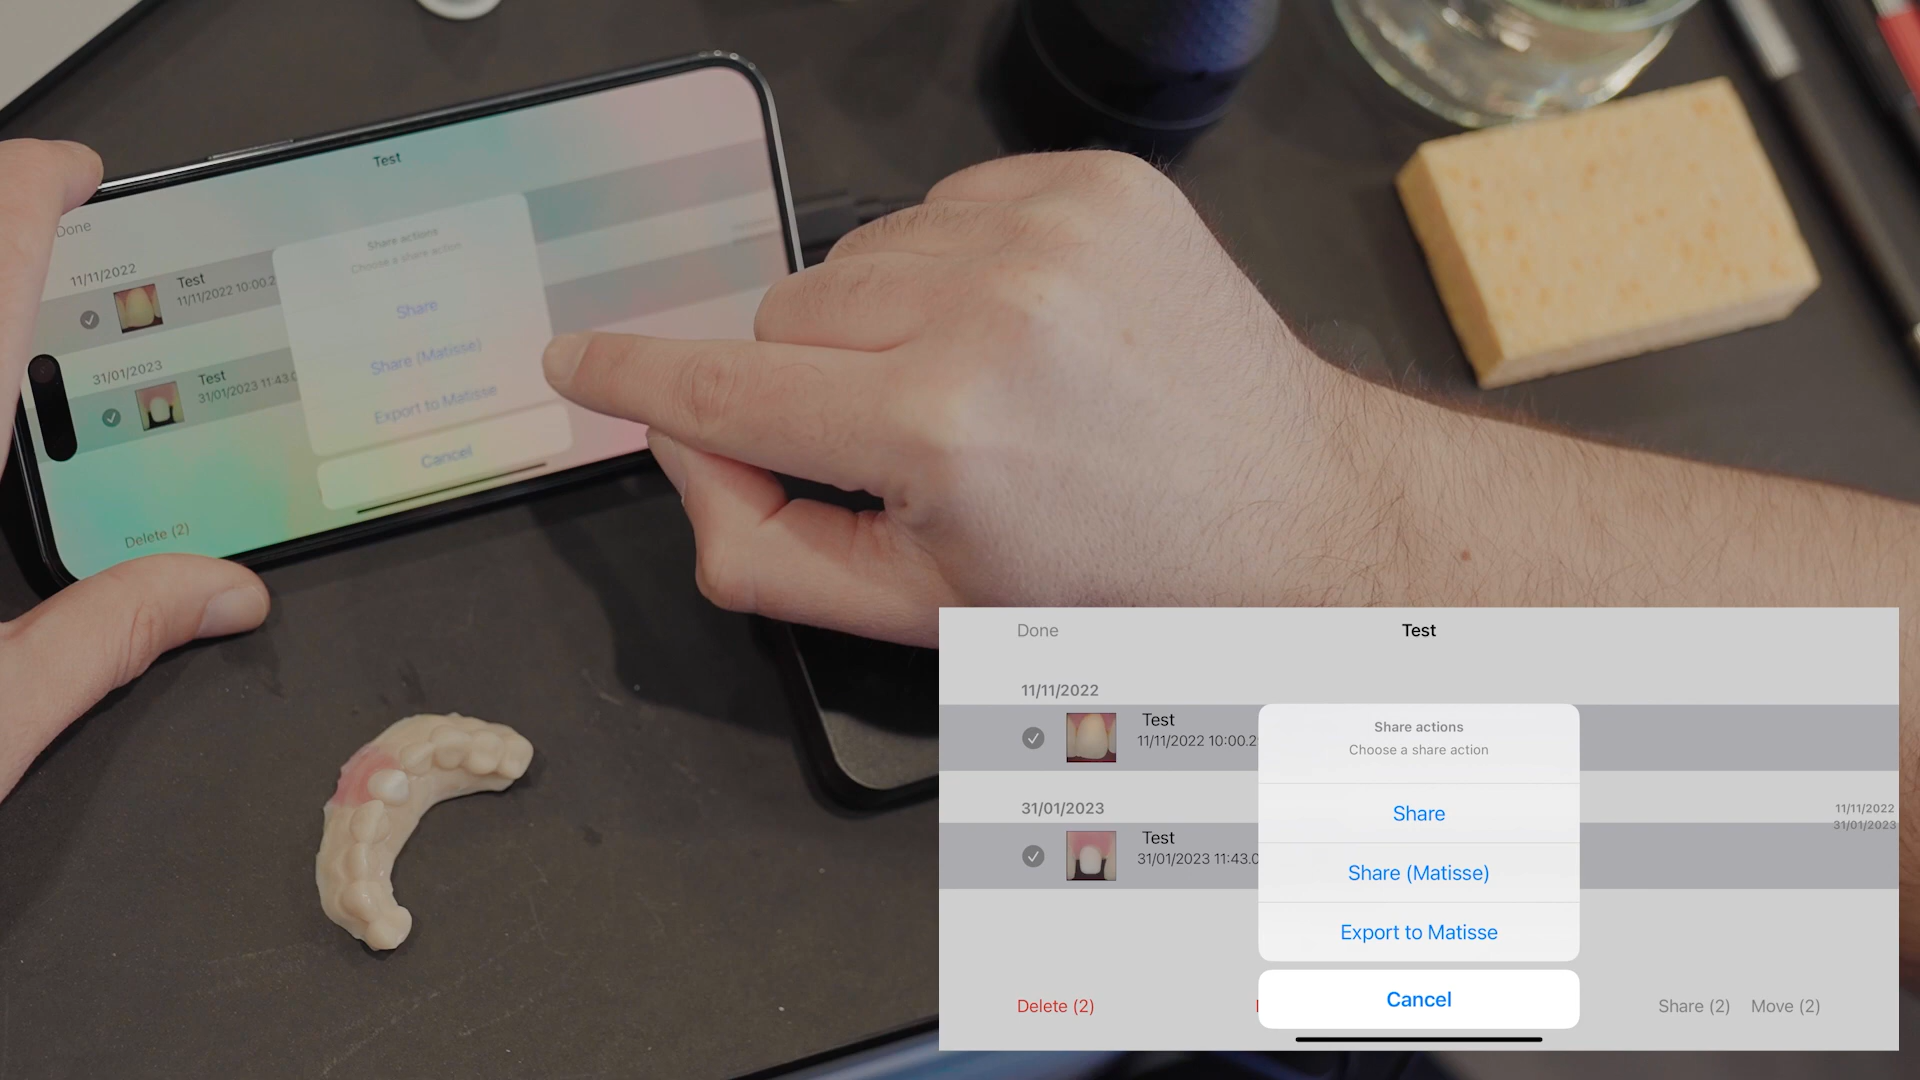 Test
Done
11/11/2022
Test
11/11/2022 10:00.2
31/01/2023
Test
31/01/2023 11:43.0
Share actions
Choose a share action
Share
Share (Matisse)
Export to Matisse
Cancel
Delete (2)
Done
Test
11/11/2022
Test
11/11/2022 10:00.2
31/01/2023
Test
31/01/2023 11:43.0
Share actions
Choose a share action
Share
Share (Matisse)
Export to Matisse
Cancel
11/11/2022
31/01/2023
Delete (2)
Share (2)
Move (2)